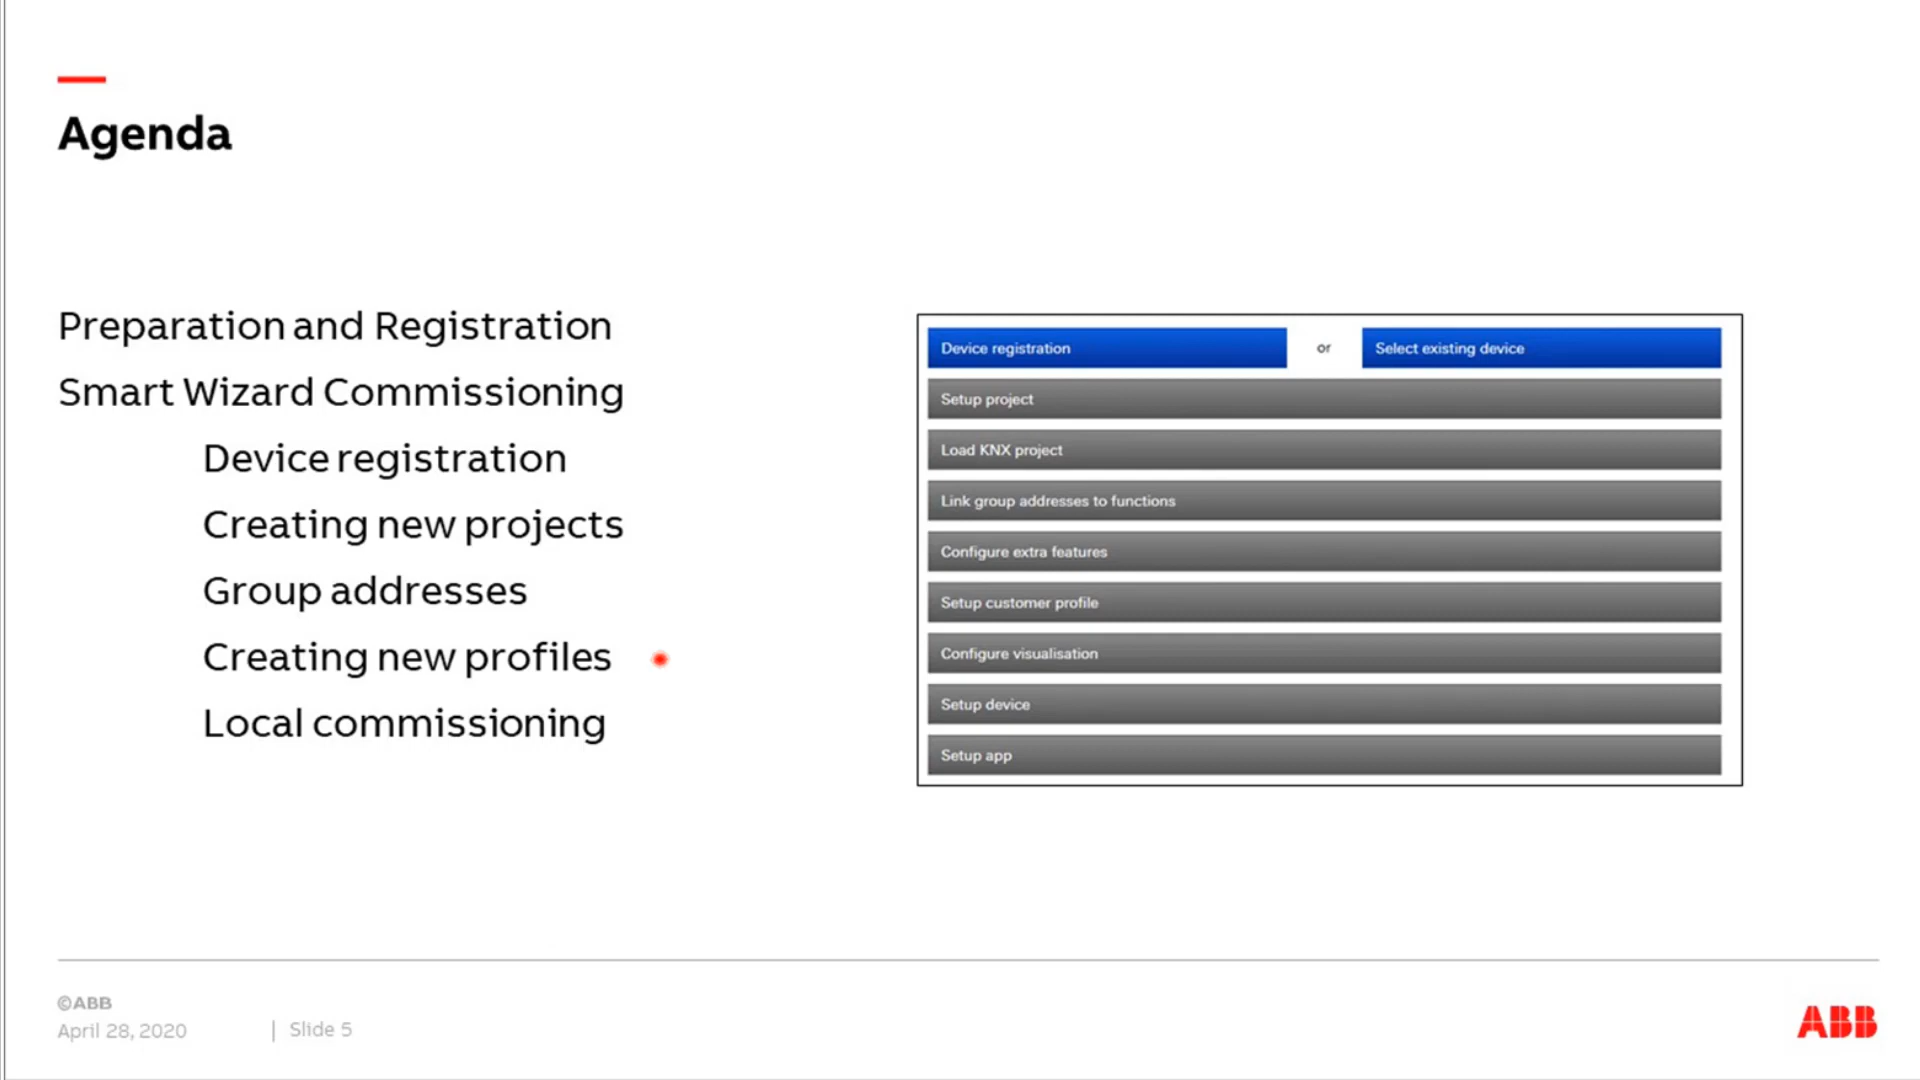 Agenda
Preparation and Registration
Smart Wizard Commissioning
Device registration
Creating new projects
Group addresses
Creating new profiles
Local commissioning
Device registration or Select existing device
Setup project
Load KNX project
Link group addresses to functions
Configure extra features
Setup customer profile
Configure visualisation
Setup device
Setup app
©ABB
April 28, 2020 | Slide 5
ABB